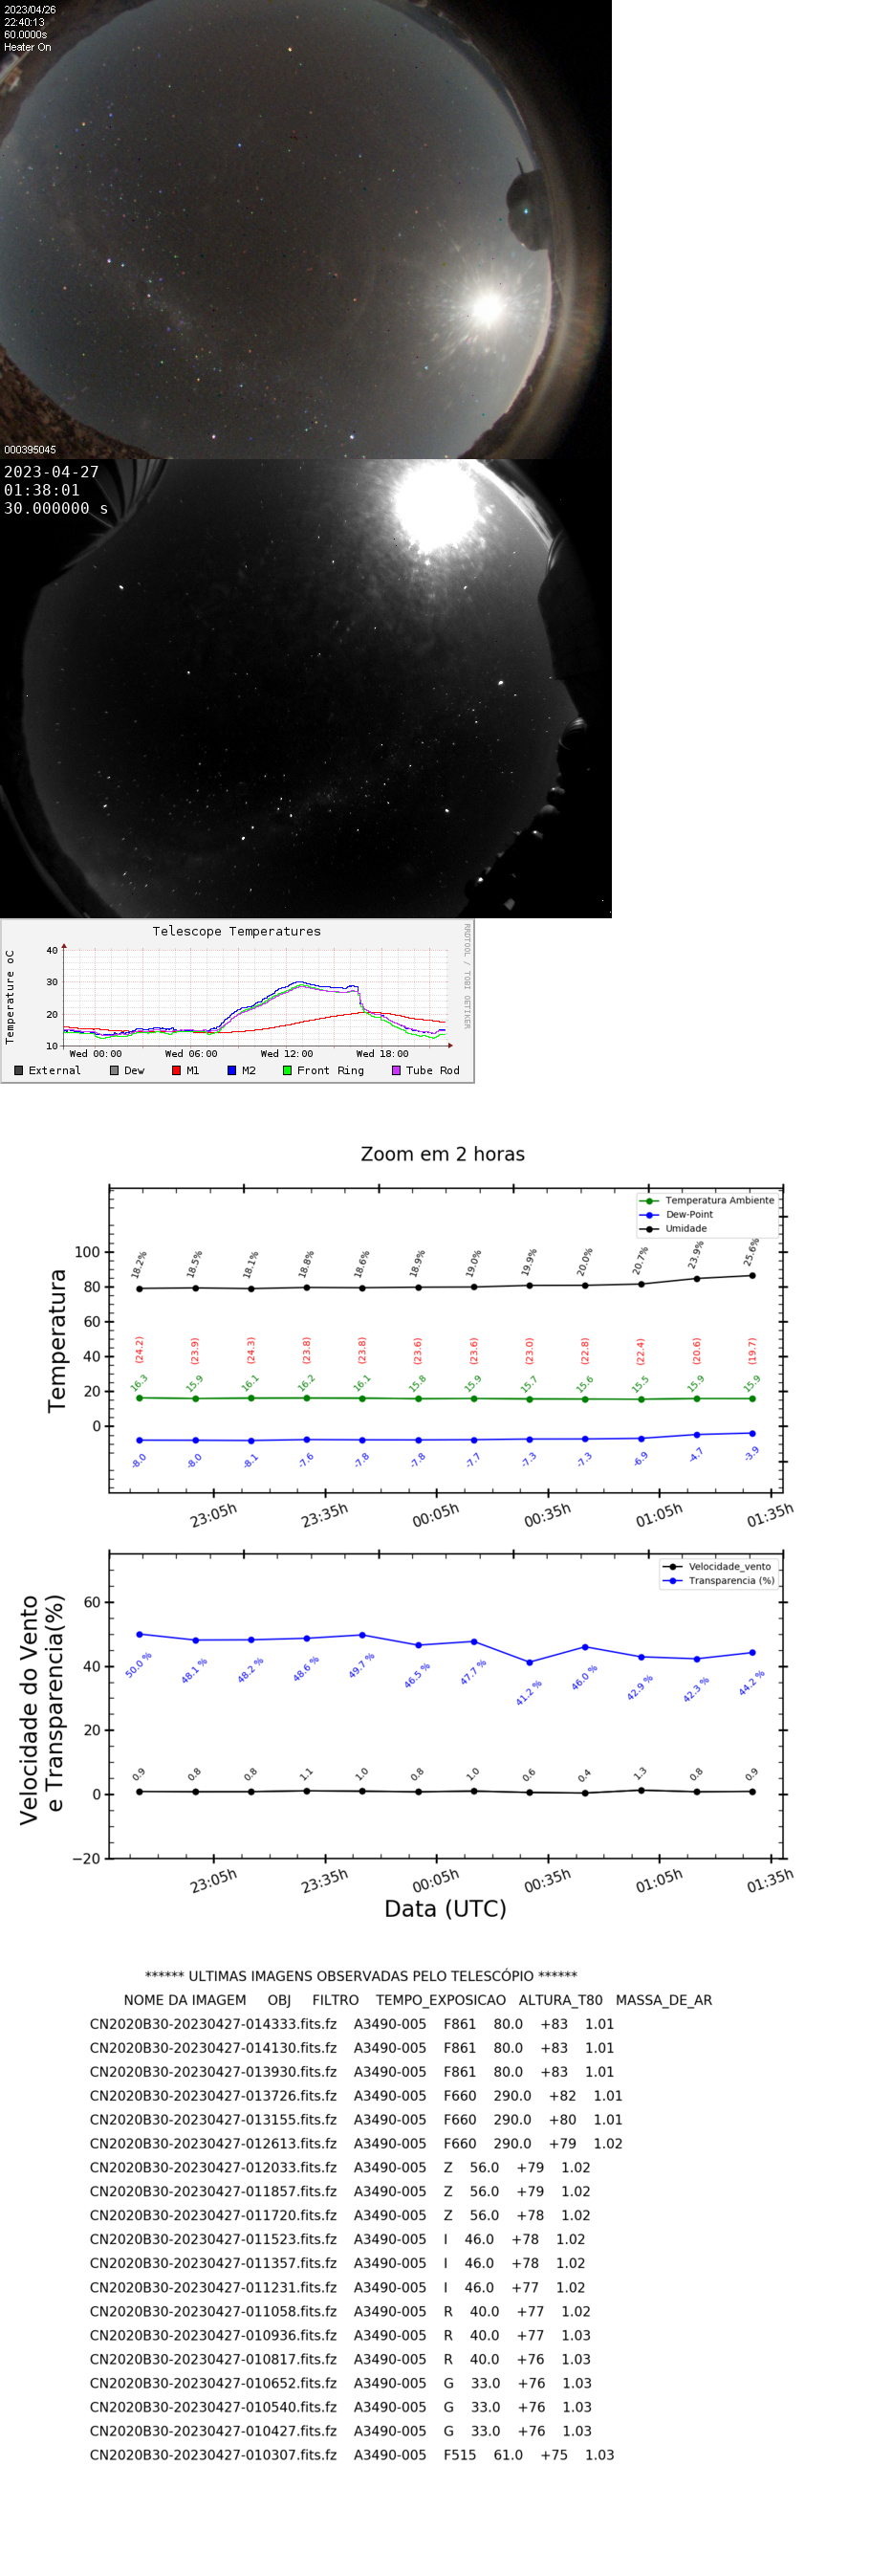 2023/04/26
22:40:13
60.0000s
Heater On
000395045
2023-04-27
01:38:01
30.000000 s
Telescope Temperatures
Temperature oC
40
30
20
10
Wed 00:00 Wed 06:00 Wed 12:00 Wed 18:00
External Dew M1 M2 Front Ring Tube Rod
RRDTOOL / TOBI OETIKER
Zoom em 2 horas
Temperatura Ambiente
Dew-Point
Umidade
Temperatura
100
80
60
40
20
0
18.2% 18.5% 18.1% 18.8% 18.6% 18.9% 19.0% 19.9% 20.0% 20.7% 23.9% 25.6%
(24.2) (23.9) (24.3) (23.8) (23.8) (23.6) (23.6) (23.0) (22.8) (22.4) (20.6) (19.7)
16.3 15.9 16.1 16.2 16.1 15.8 15.9 15.7 15.6 15.5 15.9 15.9
-8.0 -8.0 -8.1 -7.6 -7.8 -7.8 -7.7 -7.3 -7.3 -6.9 -4.7 -3.9
23:05h 23:35h 00:05h 00:35h 01:05h 01:35h
Velocidade_vento
Transparencia (%)
Velocidade do Vento
e Transparencia(%)
60
40
20
0
−20
50.0 % 48.1 % 48.2 % 48.6 % 49.7 % 46.5 % 47.7 % 41.2 % 46.0 % 42.9 % 42.3 % 44.2 %
0.9 0.8 0.8 1.1 1.0 0.8 1.0 0.6 0.4 1.3 0.8 0.9
23:05h 23:35h 00:05h 00:35h 01:05h 01:35h
Data (UTC)
****** ULTIMAS IMAGENS OBSERVADAS PELO TELESCÓPIO ******
NOME DA IMAGEM OBJ FILTRO TEMPO_EXPOSICAO ALTURA_T80 MASSA_DE_AR
CN2020B30-20230427-014333.fits.fz A3490-005 F861 80.0 +83 1.01
CN2020B30-20230427-014130.fits.fz A3490-005 F861 80.0 +83 1.01
CN2020B30-20230427-013930.fits.fz A3490-005 F861 80.0 +83 1.01
CN2020B30-20230427-013726.fits.fz A3490-005 F660 290.0 +82 1.01
CN2020B30-20230427-013155.fits.fz A3490-005 F660 290.0 +80 1.01
CN2020B30-20230427-012613.fits.fz A3490-005 F660 290.0 +79 1.02
CN2020B30-20230427-012033.fits.fz A3490-005 Z 56.0 +79 1.02
CN2020B30-20230427-011857.fits.fz A3490-005 Z 56.0 +79 1.02
CN2020B30-20230427-011720.fits.fz A3490-005 Z 56.0 +78 1.02
CN2020B30-20230427-011523.fits.fz A3490-005 I 46.0 +78 1.02
CN2020B30-20230427-011357.fits.fz A3490-005 I 46.0 +78 1.02
CN2020B30-20230427-011231.fits.fz A3490-005 I 46.0 +77 1.02
CN2020B30-20230427-011058.fits.fz A3490-005 R 40.0 +77 1.02
CN2020B30-20230427-010936.fits.fz A3490-005 R 40.0 +77 1.03
CN2020B30-20230427-010817.fits.fz A3490-005 R 40.0 +76 1.03
CN2020B30-20230427-010652.fits.fz A3490-005 G 33.0 +76 1.03
CN2020B30-20230427-010540.fits.fz A3490-005 G 33.0 +76 1.03
CN2020B30-20230427-010427.fits.fz A3490-005 G 33.0 +76 1.03
CN2020B30-20230427-010307.fits.fz A3490-005 F515 61.0 +75 1.03